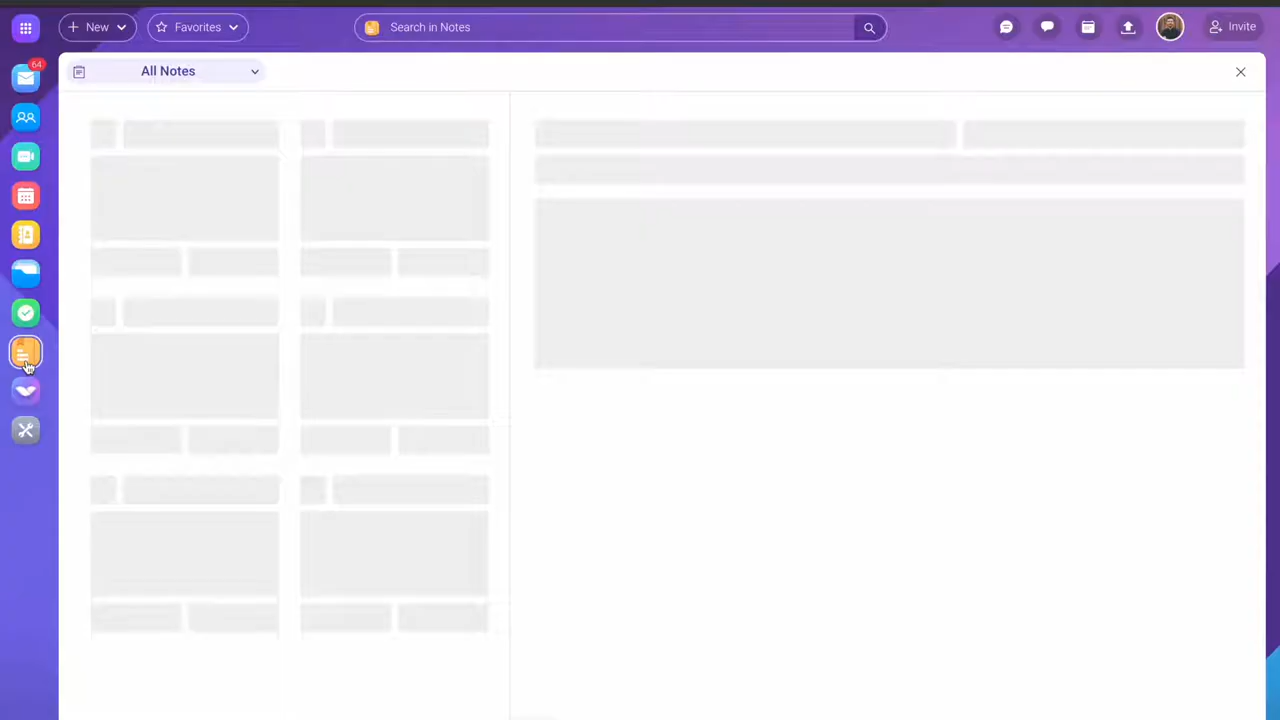 New
Favorites
Search in Notes
Invite
64
All Notes